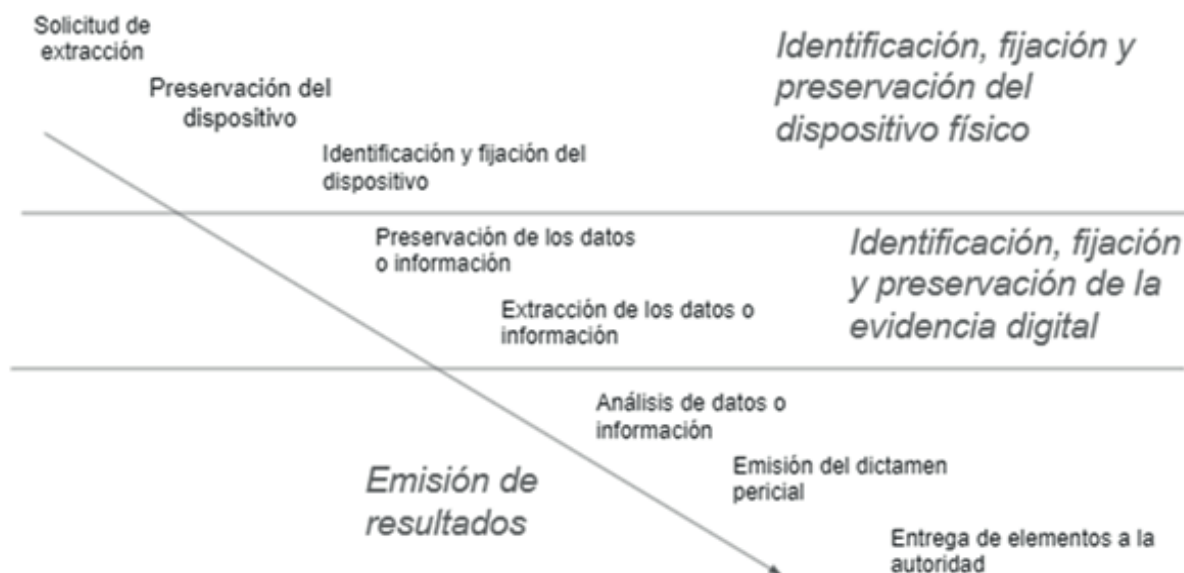 Solicitud de
extracción
Identificación, fijación y
preservación del
dispositivo físico
Preservación del
dispositivo
Identificación y fijación del
dispositivo
Preservación de los datos
o información
Identificación, fijación
y preservación de la
evidencia digital
Extracción de los datos o
información
Análisis de datos o
información
Emisión de
resultados
Emisión del dictamen
pericial
Entrega de elementos a la
autoridad